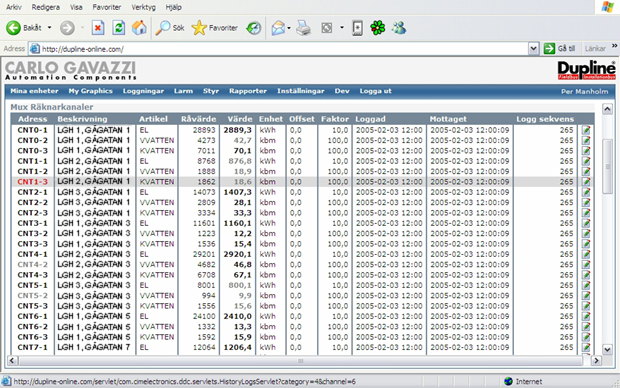 Arkiv Redigera Visa Favoriter Verktyg Hjälp
Bakåt Sök Favoriter
Adress http://dupline-online.com/ Gå till Länkar
CARLO GAVAZZI Dupline
Automation Components Fieldbus Installationbus
Mina enheter My Graphics Loggningar Larm Styr Rapporter Inställningar Dev Logga ut Per Manholm
Mux Räknarkanaler
Adress Beskrivning Artikel Råvärde Värde Enhet Offset Faktor Loggad Mottaget Logg sekvens
CNT0-1 LGH 1,GÅGATAN 1 EL 28893 2889,3 kWh 0,0 10,0 2005-02-03 12:00 2005-02-03 12:00:09 265
CNT0-2 LGH 1,GÅGATAN 1 VVATTEN 4273 42,7 kbm 0,0 100,0 2005-02-03 12:00 2005-02-03 12:00:09 265
CNT0-3 LGH 1,GÅGATAN 1 KVATTEN 7011 70,1 kbm 0,0 100,0 2005-02-03 12:00 2005-02-03 12:00:09 265
CNT1-1 LGH 2,GÅGATAN 1 EL 8768 876,8 kWh 0,0 10,0 2005-02-03 12:00 2005-02-03 12:00:09 265
CNT1-2 LGH 2,GÅGATAN 1 VVATTEN 1888 18,9 kbm 0,0 100,0 2005-02-03 12:00 2005-02-03 12:00:09 265
CNT1-3 LGH 2,GÅGATAN 1 KVATTEN 1862 18,6 kbm 0,0 100,0 2005-02-03 12:00 2005-02-03 12:00:09 265
CNT2-1 LGH 3,GÅGATAN 1 EL 14073 1407,3 kWh 0,0 10,0 2005-02-03 12:00 2005-02-03 12:00:09 265
CNT2-2 LGH 3,GÅGATAN 1 VVATTEN 2809 28,1 kbm 0,0 100,0 2005-02-03 12:00 2005-02-03 12:00:09 265
CNT2-3 LGH 3,GÅGATAN 1 KVATTEN 3334 33,3 kbm 0,0 100,0 2005-02-03 12:00 2005-02-03 12:00:09 265
CNT3-1 LGH 1,GÅGATAN 3 EL 11601 1160,1 kWh 0,0 10,0 2005-02-03 12:00 2005-02-03 12:00:09 265
CNT3-2 LGH 1,GÅGATAN 3 VVATTEN 1223 12,2 kbm 0,0 100,0 2005-02-03 12:00 2005-02-03 12:00:09 265
CNT3-3 LGH 1,GÅGATAN 3 KVATTEN 1536 15,4 kbm 0,0 100,0 2005-02-03 12:00 2005-02-03 12:00:09 265
CNT4-1 LGH 2,GÅGATAN 3 EL 29201 2920,1 kWh 0,0 10,0 2005-02-03 12:00 2005-02-03 12:00:09 265
CNT4-2 LGH 2,GÅGATAN 3 VVATTEN 4682 46,8 kbm 0,0 100,0 2005-02-03 12:00 2005-02-03 12:00:09 265
CNT4-3 LGH 2,GÅGATAN 3 KVATTEN 6708 67,1 kbm 0,0 100,0 2005-02-03 12:00 2005-02-03 12:00:09 265
CNT5-1 LGH 3,GÅGATAN 3 EL 8001 800,1 kWh 0,0 10,0 2005-02-03 12:00 2005-02-03 12:00:09 265
CNT5-2 LGH 3,GÅGATAN 3 VVATTEN 994 9,9 kbm 0,0 100,0 2005-02-03 12:00 2005-02-03 12:00:09 265
CNT5-3 LGH 3,GÅGATAN 3 KVATTEN 1556 15,6 kbm 0,0 100,0 2005-02-03 12:00 2005-02-03 12:00:09 265
CNT6-1 LGH 1,GÅGATAN 5 EL 24100 2410,0 kWh 0,0 10,0 2005-02-03 12:00 2005-02-03 12:00:09 265
CNT6-2 LGH 1,GÅGATAN 5 VVATTEN 1332 13,3 kbm 0,0 100,0 2005-02-03 12:00 2005-02-03 12:00:09 265
CNT6-3 LGH 1,GÅGATAN 5 KVATTEN 1592 15,9 kbm 0,0 100,0 2005-02-03 12:00 2005-02-03 12:00:09 265
CNT7-1 LGH 1,GÅGATAN 7 EL 12064 1206,4 kWh 0,0 10,0 2005-02-03 12:00 2005-02-03 12:00:09 265
http://dupline-online.com/servlet/com.cimelectronics.ddc.servlets.HistoryLogsServlet?category=4&channel=6 Internet